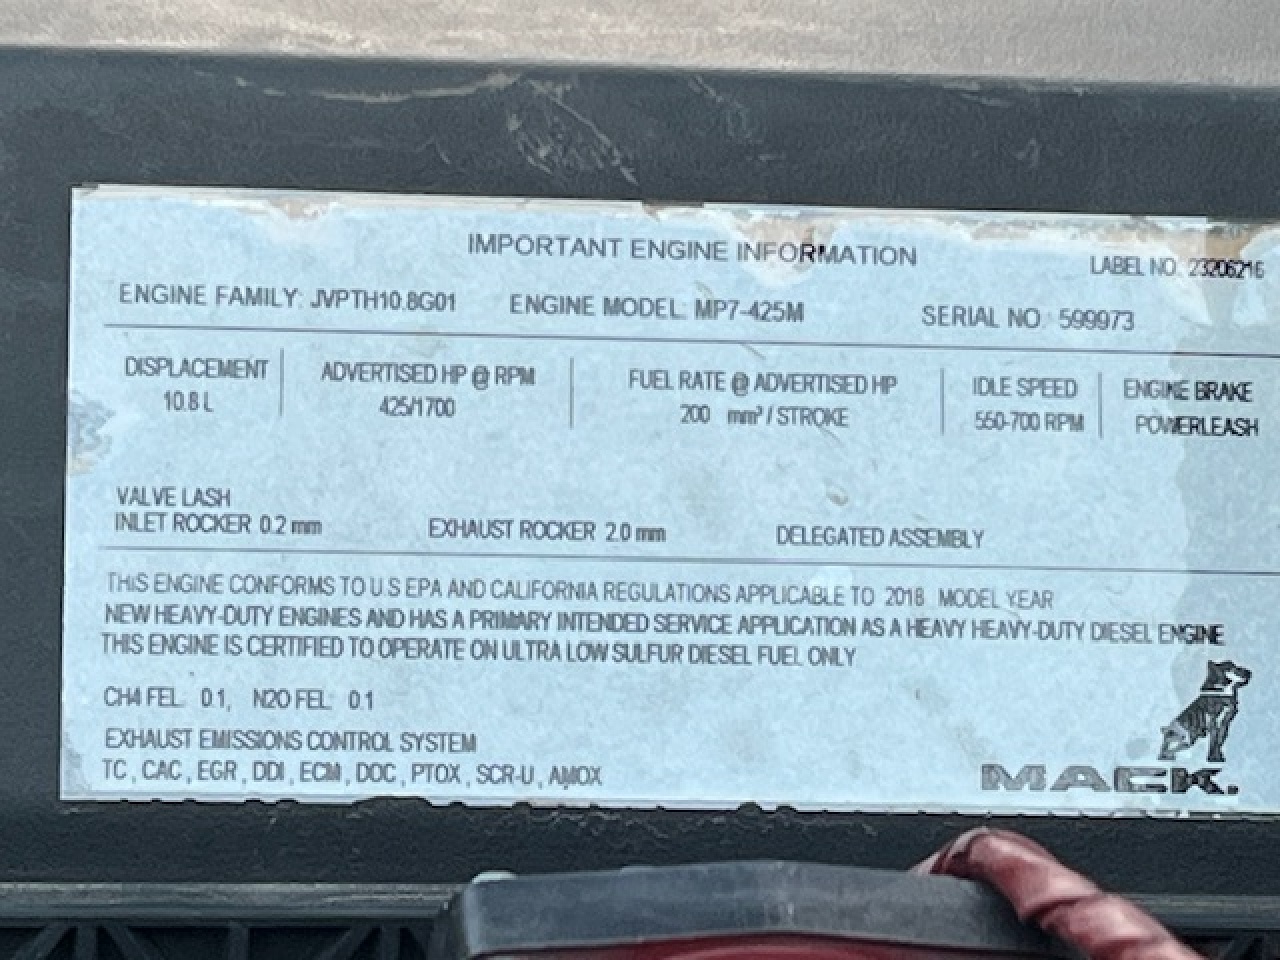 IMPORTANT ENGINE INFORMATION
LABEL NO. 23206216
ENGINE FAMILY: JVPTH10.8G01 ENGINE MODEL: MP7-425M SERIAL NO 599973
DISPLACEMENT ADVERTISED HP @ RPM FUEL RATE @ ADVERTISED HP IDLE SPEED ENGINE BRAKE
10.8 L 425/1700 200 mm³ / STROKE 550-700 RPM POWERLEASH
VALVE LASH
INLET ROCKER 0.2 mm EXHAUST ROCKER 2.0 mm DELEGATED ASSEMBLY
THIS ENGINE CONFORMS TO U.S EPA AND CALIFORNIA REGULATIONS APPLICABLE TO 2018 MODEL YEAR
NEW HEAVY-DUTY ENGINES AND HAS A PRIMARY INTENDED SERVICE APPLICATION AS A HEAVY HEAVY-DUTY DIESEL ENGINE
THIS ENGINE IS CERTIFIED TO OPERATE ON ULTRA LOW SULFUR DIESEL FUEL ONLY
CH4 FEL: 0.1, N2O FEL: 0.1
EXHAUST EMISSIONS CONTROL SYSTEM
TC , CAC , EGR , DDI , ECM , DOC , PTOX , SCR-U , AMOX
MACK.